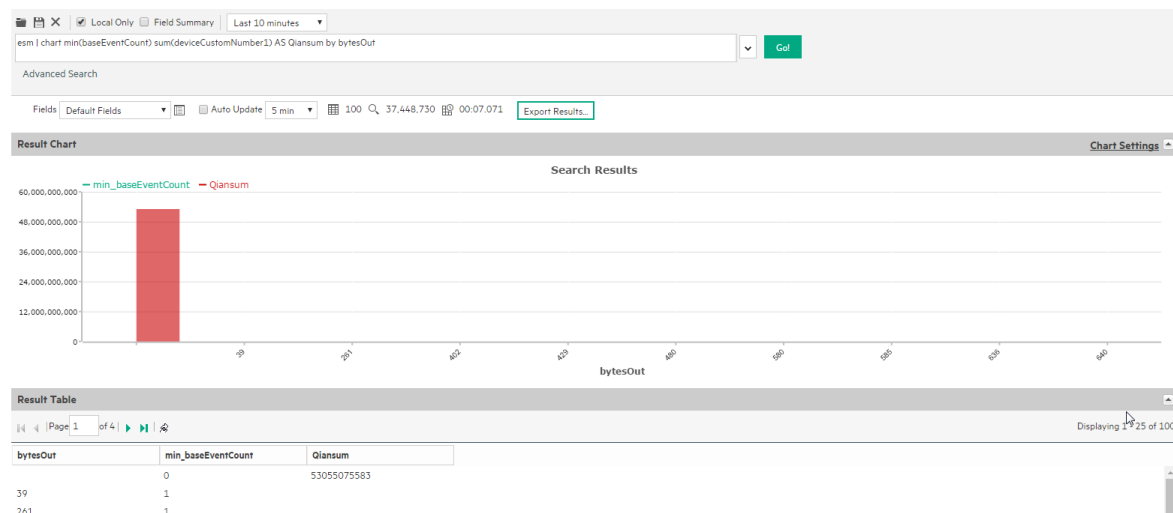 Local Only Field Summary Last 10 minutes
esm | chart min(baseEventCount) sum(deviceCustomNumber1) AS Qiansum by bytesOut
Go!
Advanced Search
Fields Default Fields Auto Update 5 min 100 37,448,730 00:07.071 Export Results...
Result Chart Chart Settings
Search Results
min_baseEventCount Qiansum
60,000,000,000
48,000,000,000
36,000,000,000
24,000,000,000
12,000,000,000
0
39 261 402 429 480 580 585 636 640
bytesOut
Result Table
Page 1 of 4 Displaying 1 - 25 of 100
bytesOut min_baseEventCount Qiansum
0 53055075583
39 1
261 1